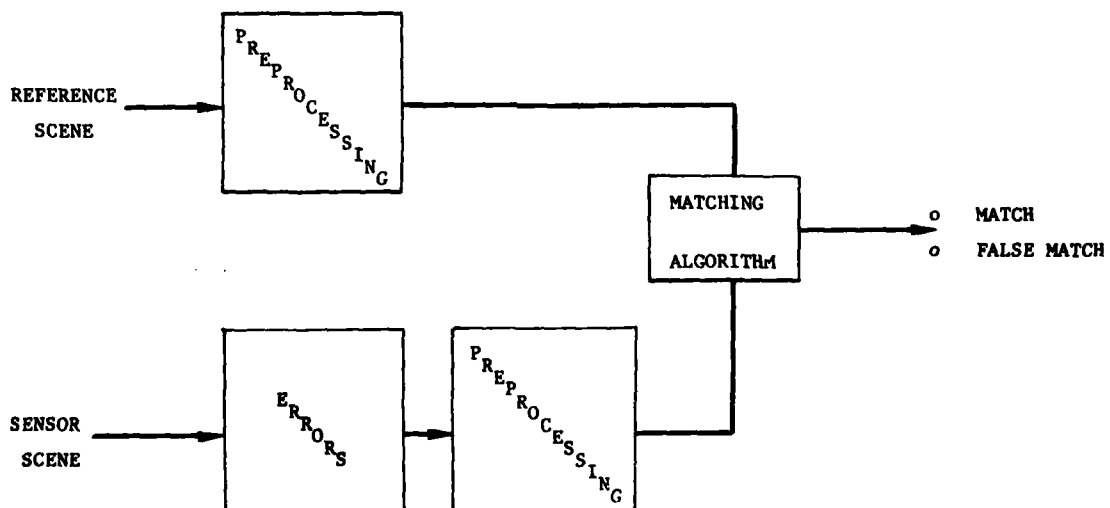 PREPROCESSING
REFERENCE
SCENE
MATCHING
ALGORITHM
o MATCH
o FALSE MATCH
SENSOR
SCENE
ERRORS
PREPROCESSING